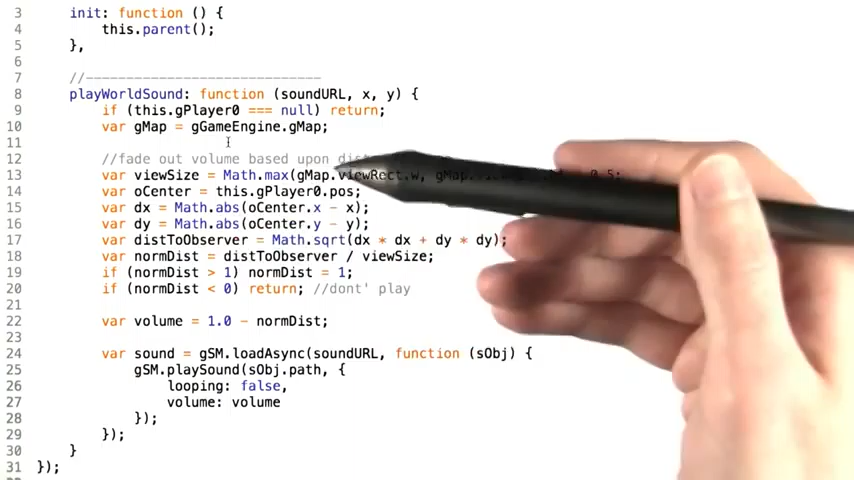 3 init: function () {
4 this.parent();
5 },
6
7 //-----------------------------
8 playWorldSound: function (soundURL, x, y) {
9 if (this.gPlayer0 === null) return;
10 var gMap = gGameEngine.gMap;
11
12 //fade out volume based upon
13 var viewSize = Math.max(gMap.viewRect.w, 0.5;
14 var oCenter = this.gPlayer0.pos;
15 var dx = Math.abs(oCenter.x - x);
16 var dy = Math.abs(oCenter.y - y);
17 var distToObserver = Math.sqrt(dx * dx + dy * dy);
18 var normDist = distToObserver / viewSize;
19 if (normDist > 1) normDist = 1;
20 if (normDist < 0) return; //dont' play
21
22 var volume = 1.0 - normDist;
23
24 var sound = gSM.loadAsync(soundURL, function (sObj) {
25 gSM.playSound(sObj.path, {
26 looping: false,
27 volume: volume
28 });
29 });
30 }
31 });